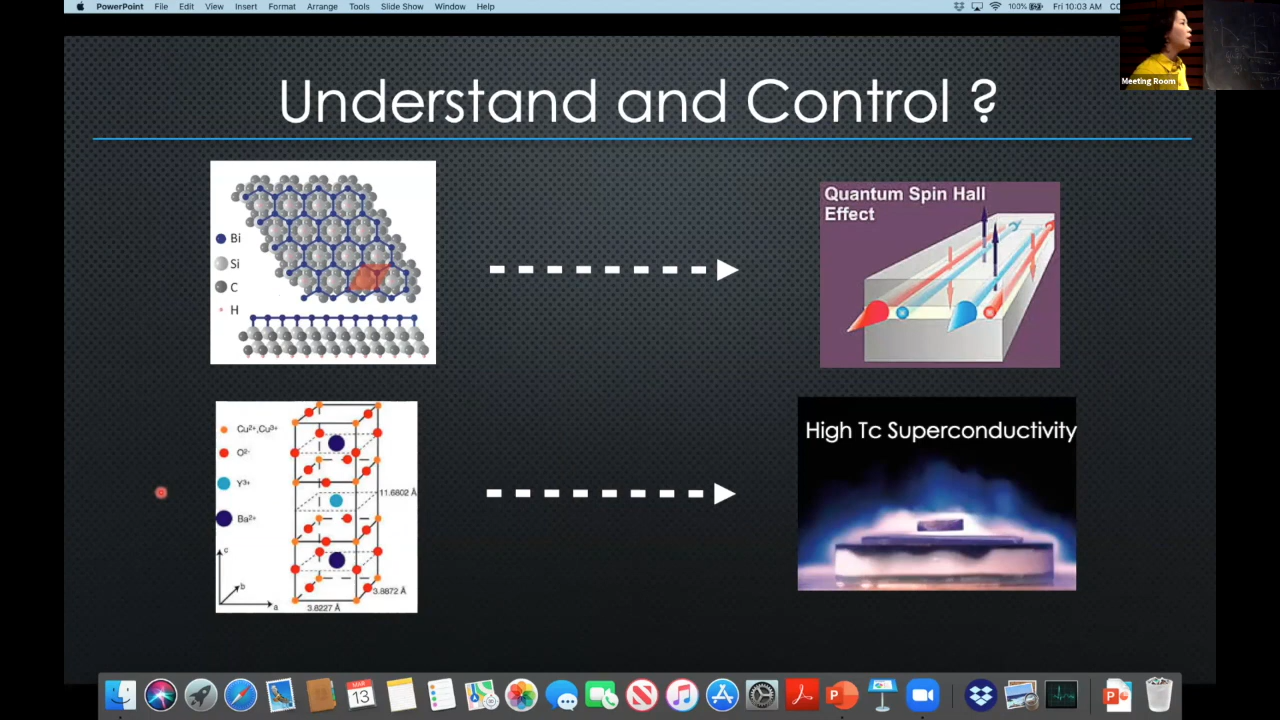 PowerPoint File Edit View Insert Format Arrange Tools Slide Show Window Help
100% Fri 10:03 AM
Meeting Room
Understand and Control ?
Bi
Si
C
H
Quantum Spin Hall
Effect
Cu²⁺,Cu³⁺
O²⁻
Y³⁺
Ba²⁺
c
b
a
11.6802 Å
3.8872 Å
3.8227 Å
High Tc Superconductivity
MAR
13